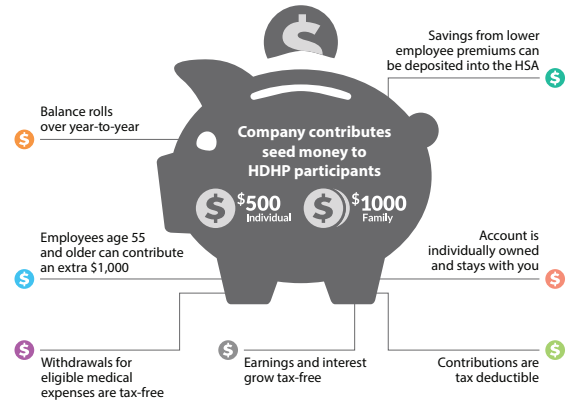 $
Savings from lower
employee premiums can
be deposited into the HSA
$
Balance rolls
over year-to-year
$
Company contributes
seed money to
HDHP participants
$ $500
Individual
$ $1000
Family
Employees age 55
and older can contribute
an extra $1,000
$
Account is
individually owned
and stays with you
$
$
Withdrawals for
eligible medical
expenses are tax-free
$
Earnings and interest
grow tax-free
$
Contributions are
tax deductible